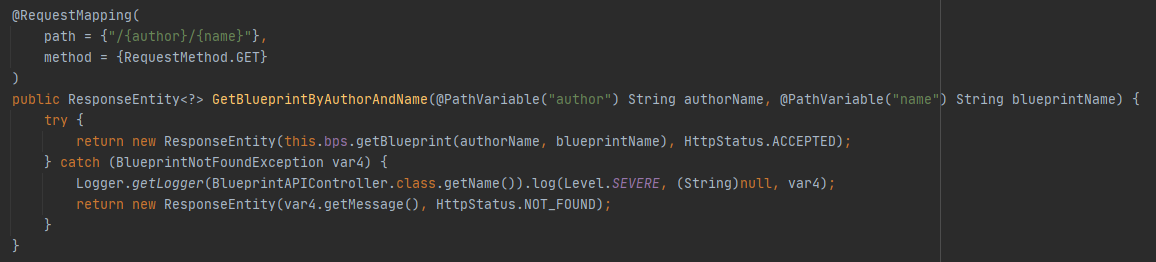 @RequestMapping(
    path = {"/{author}/{name}"},
    method = {RequestMethod.GET}
)
public ResponseEntity<?> GetBlueprintByAuthorAndName(@PathVariable("author") String authorName, @PathVariable("name") String blueprintName) {
    try {
        return new ResponseEntity(this.bps.getBlueprint(authorName, blueprintName), HttpStatus.ACCEPTED);
    } catch (BlueprintNotFoundException var4) {
        Logger.getLogger(BlueprintAPIController.class.getName()).log(Level.SEVERE, (String)null, var4);
        return new ResponseEntity(var4.getMessage(), HttpStatus.NOT_FOUND);
    }
}